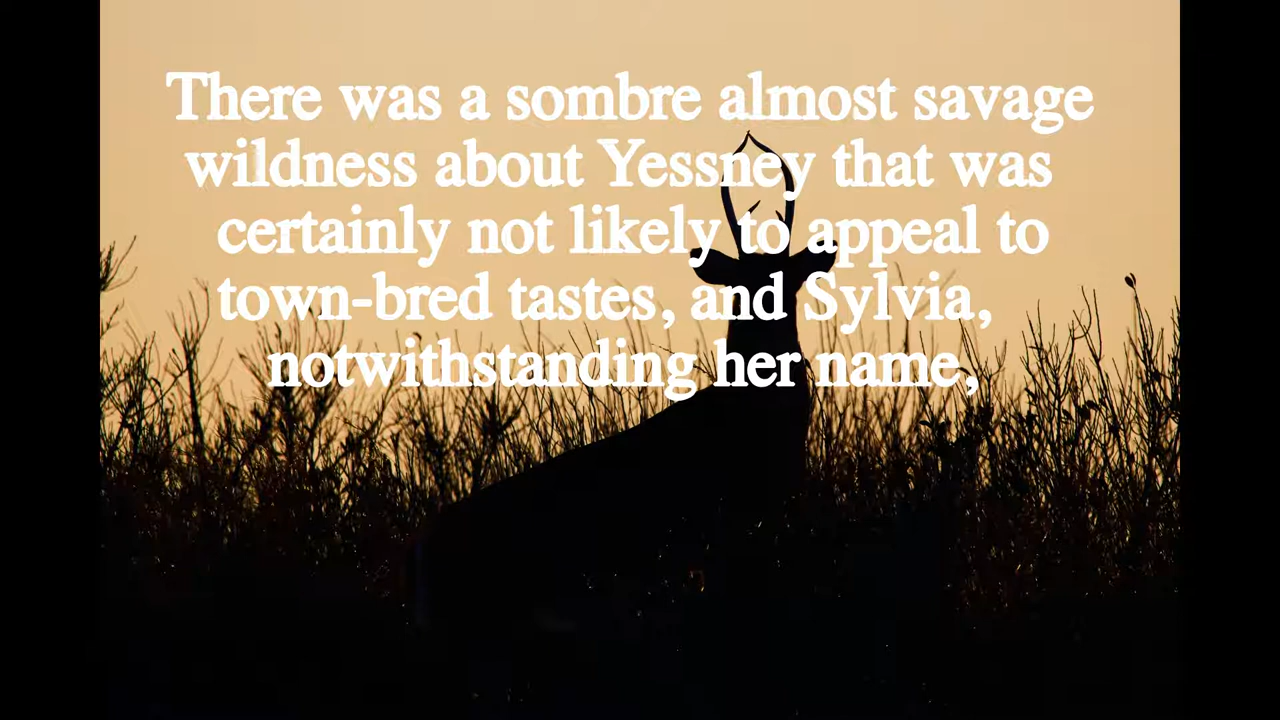 There was a sombre almost savage
wildness about Yessney that was
certainly not likely to appeal to
town-bred tastes, and Sylvia,
notwithstanding her name,